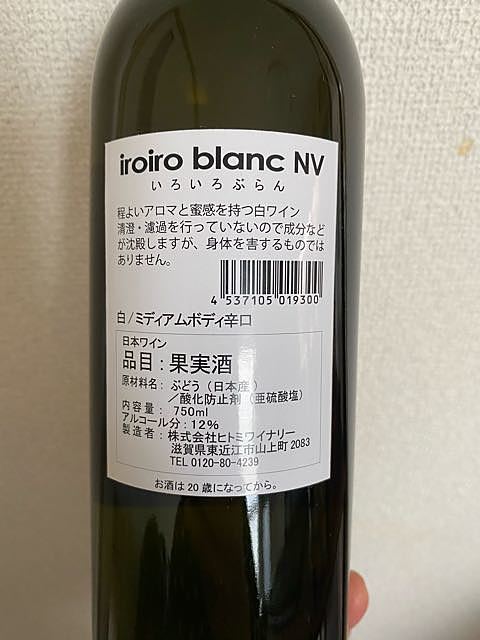 iroiro blanc NV
いろいろぶらん
程よいアロマと蜜感を持つ白ワイン
清澄・濾過を行っていないので成分など
が沈殿しますが、身体を害するものでは
ありません。
4 537105 019300
白/ミディアムボディ辛口
日本ワイン
品目:果実酒
原材料名:ぶどう(日本産)
/酸化防止剤(亜硫酸塩)
内容量: 750ml
アルコール分:12%
製造者:株式会社ヒトミワイナリー
滋賀県東近江市山上町2083
TEL 0120-80-4239
お酒は20歳になってから。